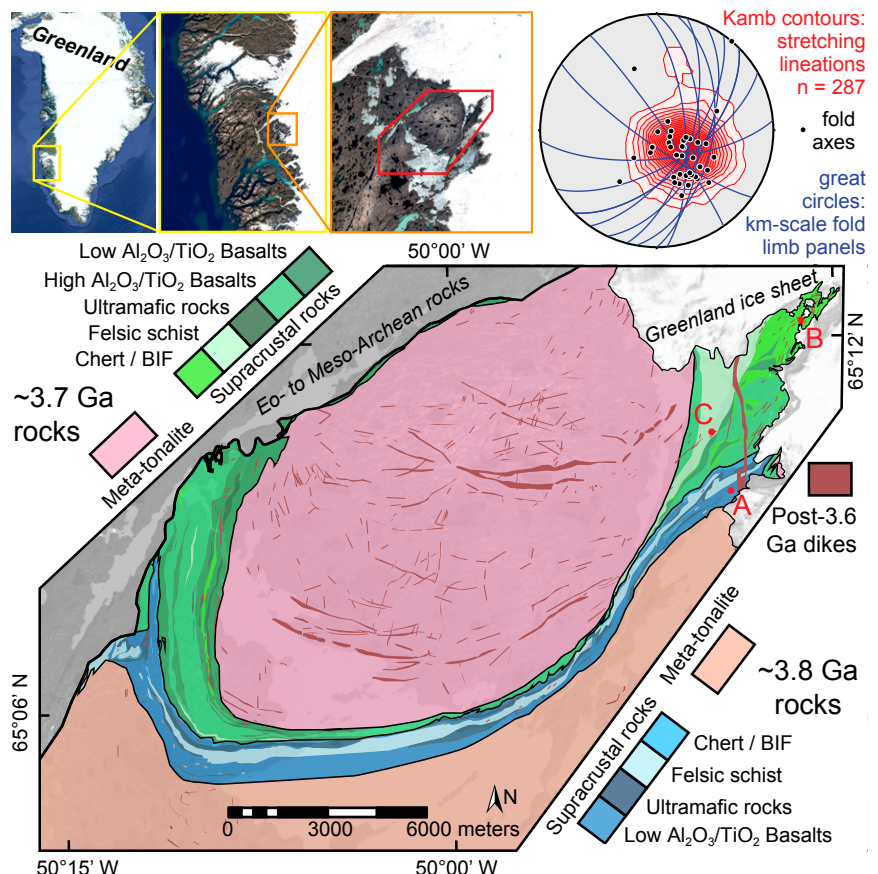 Greenland
Kamb contours:
stretching
lineations
n = 287
fold
axes
great
circles:
km-scale fold
limb panels
Low Al₂O₃/TiO₂ Basalts
High Al₂O₃/TiO₂ Basalts
Ultramafic rocks
Felsic schist
Chert / BIF
Supracrustal rocks
~3.7 Ga
rocks
Meta-tonalite
50°00' W
Eo- to Meso-Archean rocks
Greenland ice sheet
B
65°12' N
C
A
Post-3.6
Ga dikes
Meta-tonalite
~3.8 Ga
rocks
Supracrustal rocks
Chert / BIF
Felsic schist
Ultramafic rocks
Low Al₂O₃/TiO₂ Basalts
65°06' N
N
0 3000 6000 meters
50°15' W
50°00' W